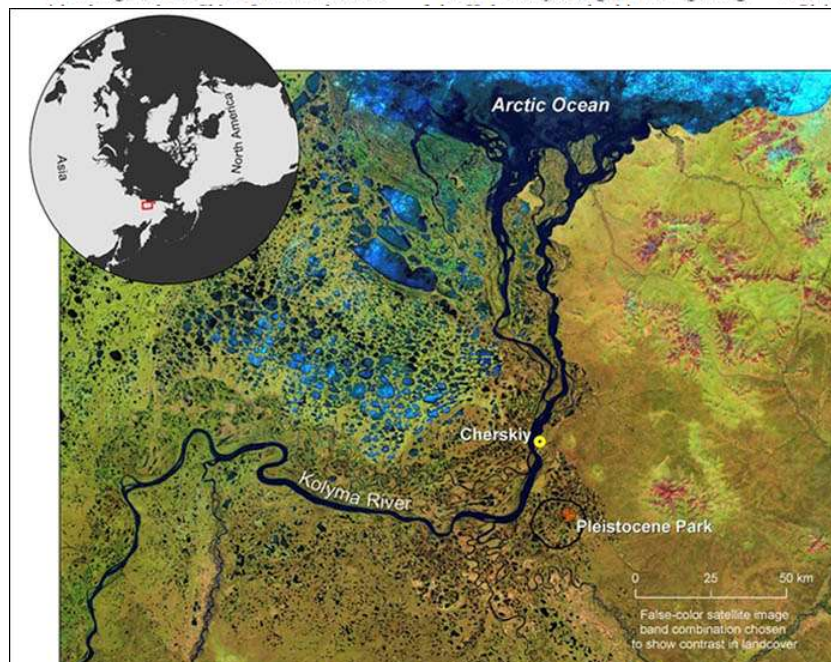 Asia
North America
Arctic Ocean
Cherskiy
Kolyma River
Pleistocene Park
0 25 50 km
False-color satellite image
band combination chosen
to show contrast in landcover